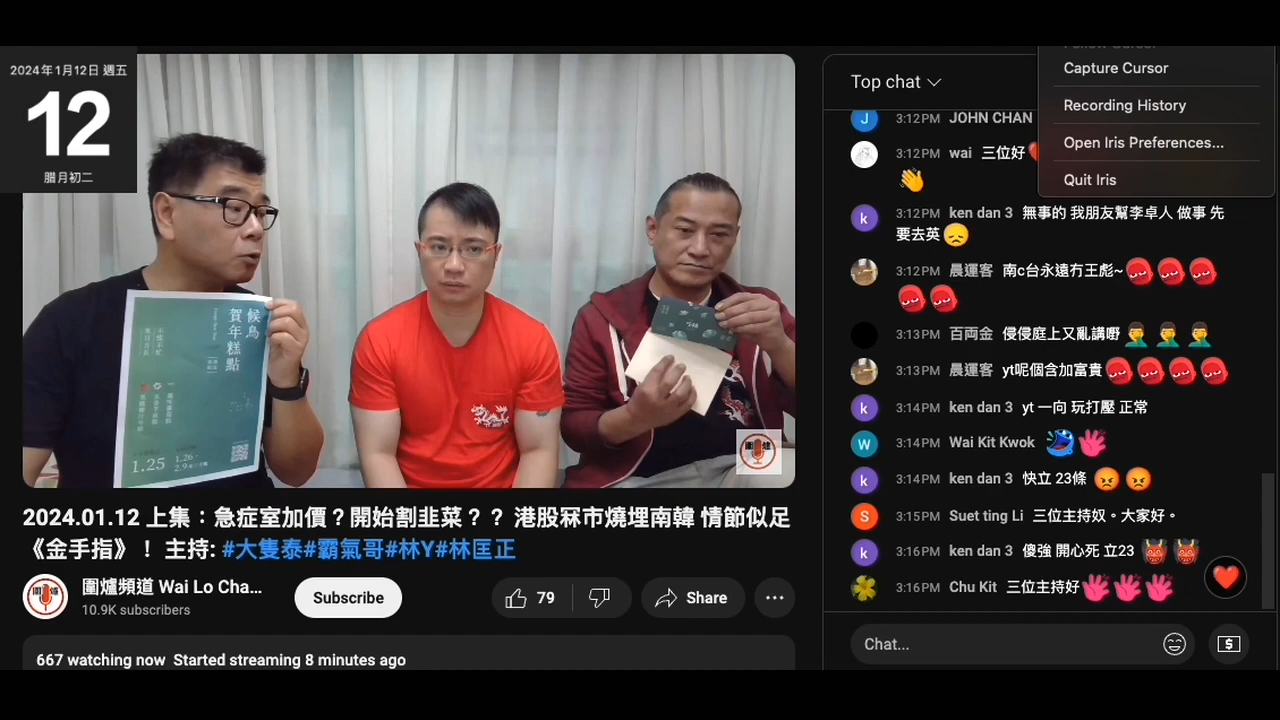 2024年1月12日 週五
12
腊月初二
候鳥
賀年糕點
1.25
1.26 -
2.9
2024.01.12 上集：急症室加價？開始割韭菜？？ 港股冧市燒埋南韓 情節似足
《金手指》！ 主持: #大隻泰#霸氣哥#林Y#林匡正
圍爐頻道 Wai Lo Cha...
10.9K subscribers
Subscribe
79
Share
667 watching now Started streaming 8 minutes ago
Top chat
Capture Cursor
Recording History
Open Iris Preferences...
Quit Iris
3:12PM JOHN CHAN
3:12PM wai 三位好
3:12PM ken dan 3 無事的 我朋友幫李卓人 做事 先
要去英
3:12PM 晨運客 南c台永遠冇王彪~
3:13PM 百両金 侵侵庭上又亂講嘢
3:13PM 晨運客 yt呢個含加富貴
3:14PM ken dan 3 yt 一向 玩打壓 正常
3:14PM Wai Kit Kwok
3:14PM ken dan 3 快立 23條
3:15PM Suet ting Li 三位主持奴。大家好。
3:16PM ken dan 3 傻強 開心死 立23
3:16PM Chu Kit 三位主持好
Chat...